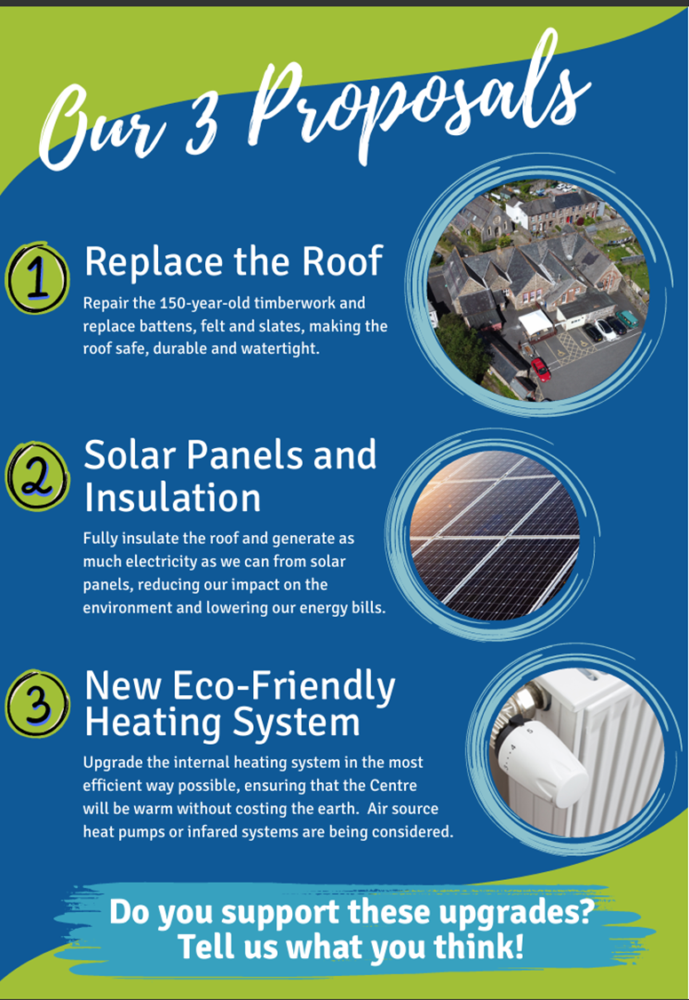 Our 3 Proposals
1
Replace the Roof
Repair the 150-year-old timberwork and
replace battens, felt and slates, making the
roof safe, durable and watertight.
2
Solar Panels and
Insulation
Fully insulate the roof and generate as
much electricity as we can from solar
panels, reducing our impact on the
environment and lowering our energy bills.
3
New Eco-Friendly
Heating System
Upgrade the internal heating system in the most
efficient way possible, ensuring that the Centre
will be warm without costing the earth.  Air source
heat pumps or infared systems are being considered.
4
5
Do you support these upgrades?
Tell us what you think!